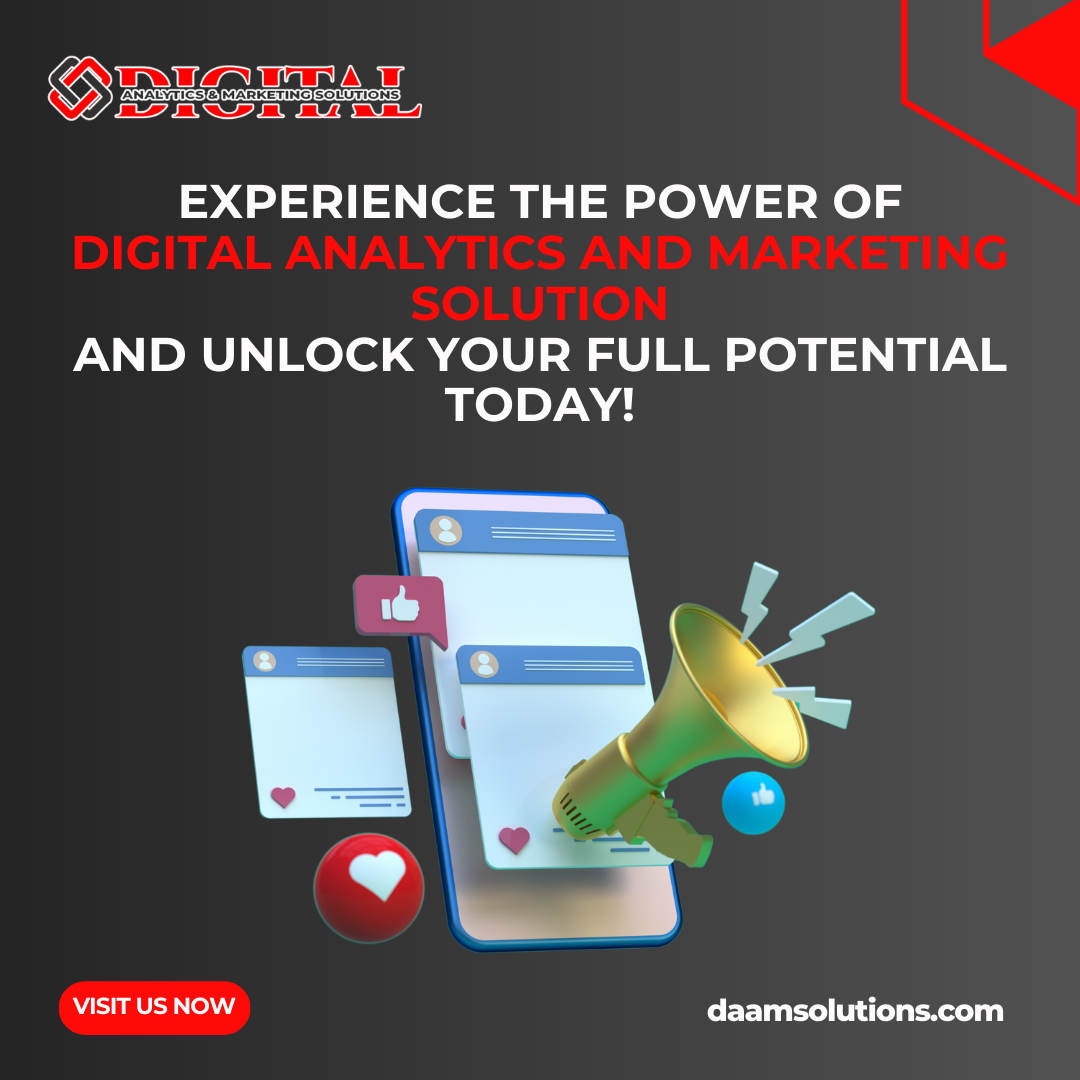 DIGITAL
ANALYTICS & MARKETING SOLUTIONS
EXPERIENCE THE POWER OF
DIGITAL ANALYTICS AND MARKETING
SOLUTION
AND UNLOCK YOUR FULL POTENTIAL
TODAY!
VISIT US NOW
daamsolutions.com